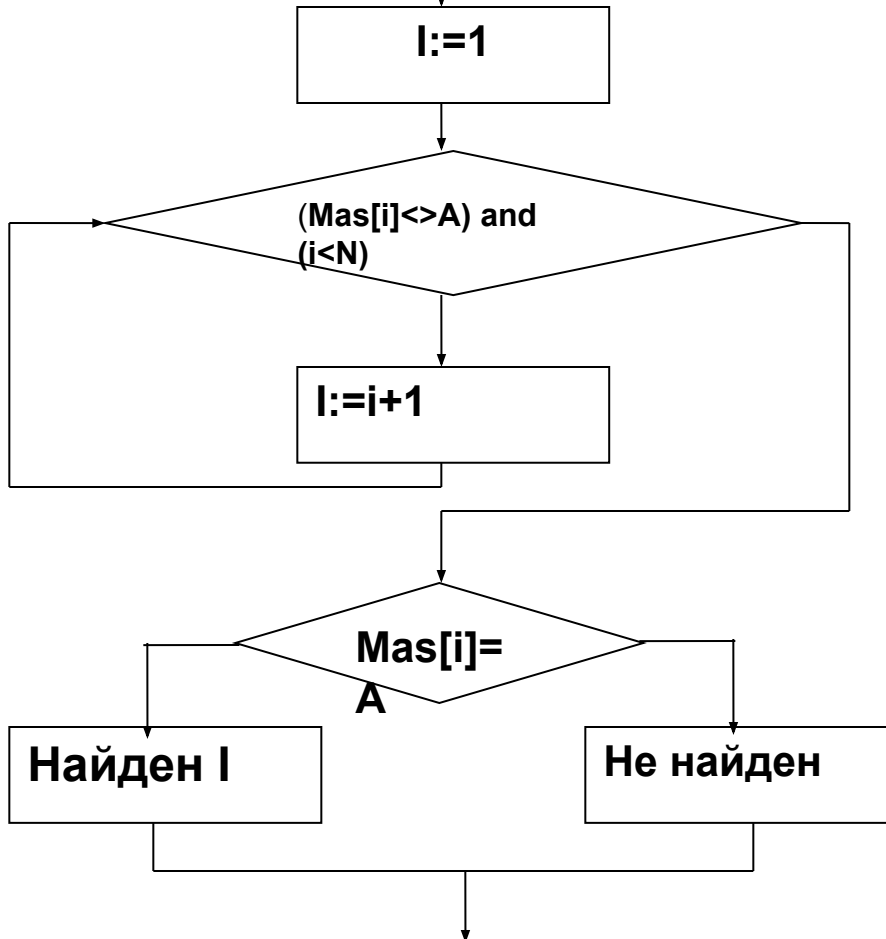 I:=1
(Mas[i]<>A) and
(i<N)
I:=i+1
Mas[i]=
A
Найден I
Не найден